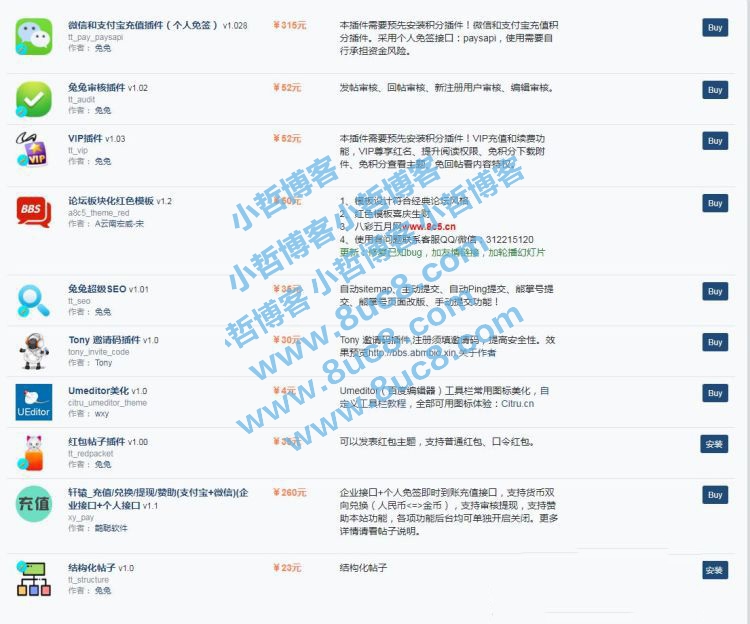 微信和支付宝充值插件（个人免签） v1.028
tt_pay_paysapi
作者： 兔兔
￥315元
本插件需要预先安装积分插件！微信和支付宝充值积
分插件。采用个人免签接口：paysapi，使用需要自
行承担资金风险。
Buy
兔兔审核插件 v1.02
tt_audit
作者： 兔兔
￥52元
发帖审核、回帖审核、新注册用户审核、编辑审核。
Buy
VIP
VIP插件 v1.03
tt_vip
作者： 兔兔
￥52元
本插件需要预先安装积分插件！VIP充值和续费功
能，VIP尊享红名、提升阅读权限、免积分下载附
件、免积分查看主题、免回帖看内容特权。
Buy
BBS
论坛板块化红色模板 v1.2
a8c5_theme_red
作者： A云南宏威-宋
￥50元
1、模板设计符合经典论坛风格
2、红色模板喜庆生财
3、八彩五月网www.8c5.cn
4、使用有问题联系客服QQ/微信：312215120
更新：修复已知bug，加友情链接，加轮播幻灯片
Buy
兔兔超级SEO v1.01
tt_seo
作者： 兔兔
￥35元
自动sitemap、主动提交、自动Ping提交、熊掌号提
交、熊掌号页面改版、手动提交功能！
Buy
Tony 邀请码插件 v1.0
tony_invite_code
作者： Tony
￥30元
Tony 邀请码插件,注册须填邀请码，提高安全性。效
果预览http://bbs.abmbio.xin 关于作者
Buy
UEditor
Umeditor美化 v1.0
citru_umeditor_theme
作者： wxy
￥4元
Umeditor（百度编辑器）工具栏常用图标美化，自
定义工具栏教程，全部可用图标体验：Citru.cn
Buy
红包帖子插件 v1.00
tt_redpacket
作者： 兔兔
可以发表红包主题，支持普通红包、口令红包。
安装
充值
轩辕_充值/兑换/提现/赞助(支付宝+微信)(企
业接口+个人接口) v1.1
xy_pay
作者： 酷聪软件
￥260元
企业接口+个人免签即时到账充值接口，支持货币双
向兑换（人民币<=>金币），支持审核提现，支持赞
助本站功能，各项功能后台均可单独开启关闭。更多
详情请看帖子说明。
Buy
结构化帖子 v1.0
tt_structure
作者： 兔兔
￥23元
结构化帖子
安装
小哲博客 小哲博客 小哲博客
小哲博客 小哲博客
哲博客
www.8uc8.com
www.8uc8.com
www.8uc8.com